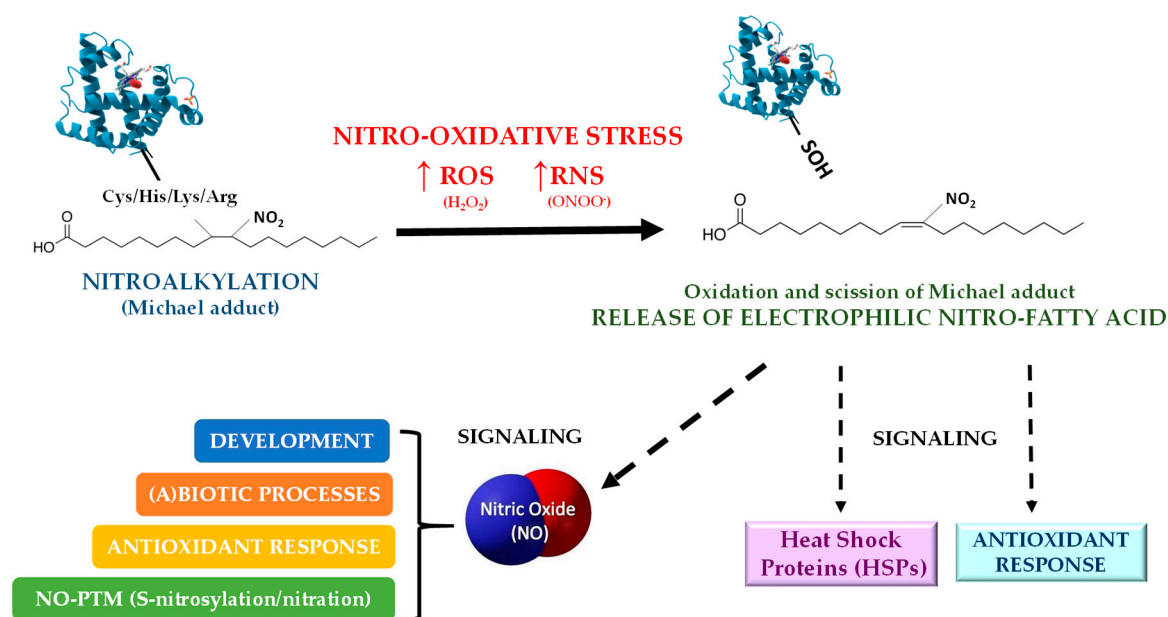 NITRO-OXIDATIVE STRESS
↑ ROS
(H₂O₂)
↑RNS
(ONOO⁻)
Cys/His/Lys/Arg
O
HO
NO₂
NITROALKYLATION
(Michael adduct)
SOH
O
HO
NO₂
Oxidation and scission of Michael adduct
RELEASE OF ELECTROPHILIC NITRO-FATTY ACID
DEVELOPMENT
(A)BIOTIC PROCESSES
ANTIOXIDANT RESPONSE
NO-PTM (S-nitrosylation/nitration)
SIGNALING
Nitric Oxide
(NO)
SIGNALING
Heat Shock
Proteins (HSPs)
ANTIOXIDANT
RESPONSE